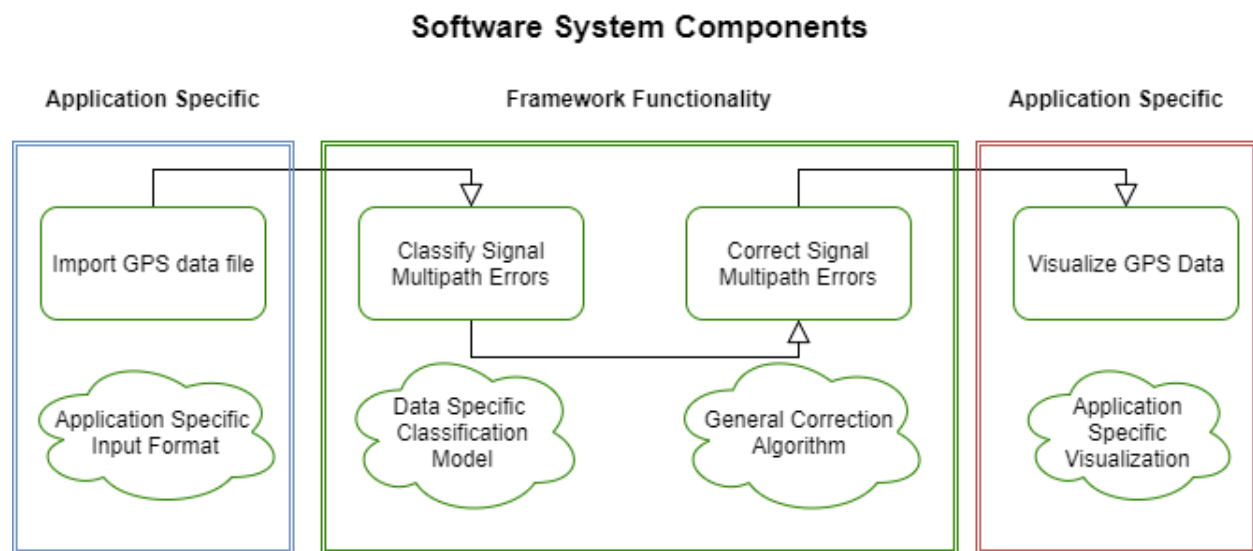 Software System Components
Application Specific
Framework Functionality
Application Specific
Import GPS data file
Classify Signal
Multipath Errors
Correct Signal
Multipath Errors
Visualize GPS Data
Application Specific
Input Format
Data Specific
Classification
Model
General Correction
Algorithm
Application
Specific
Visualization